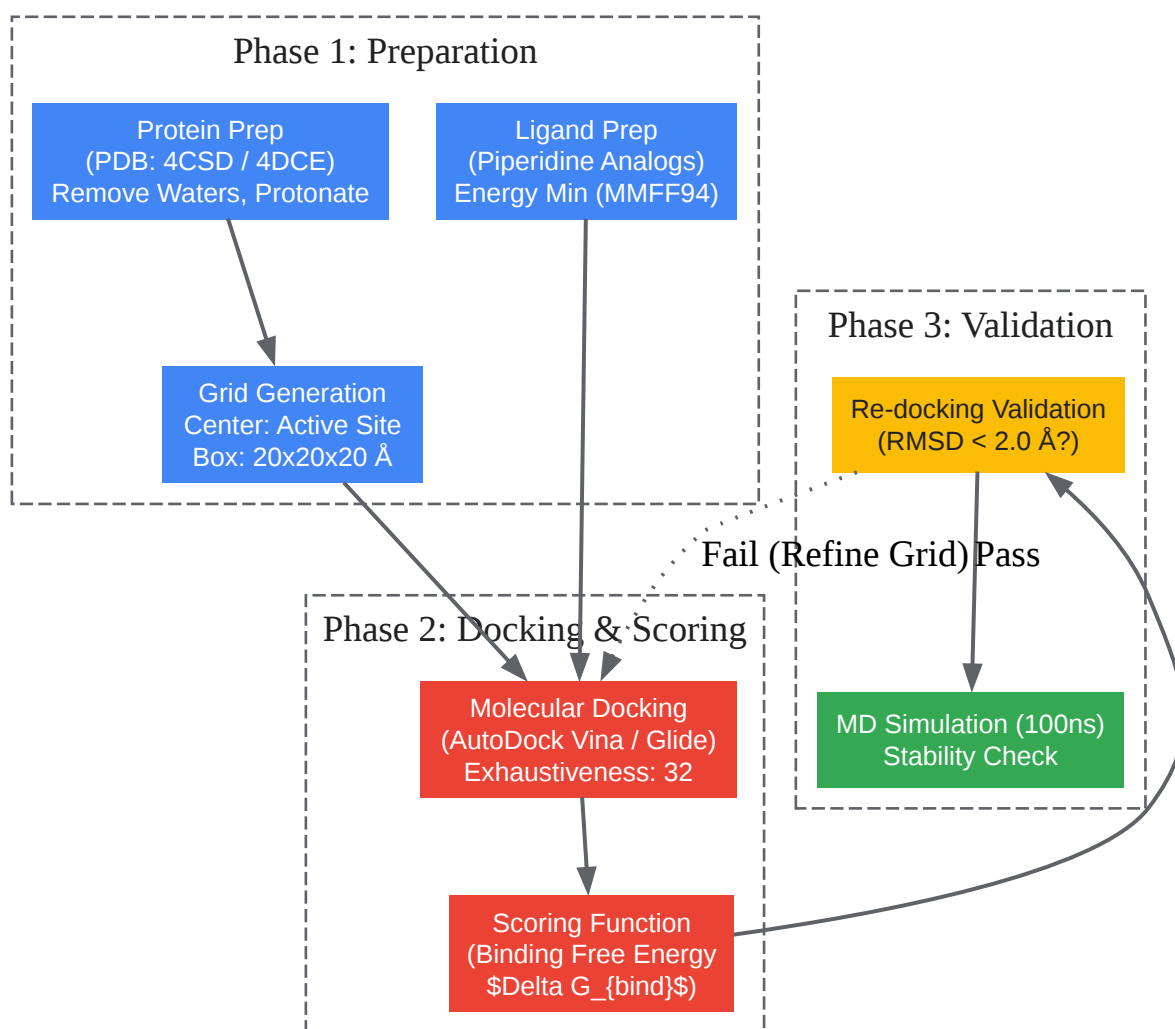 Phase 1: Preparation
Protein Prep
(PDB: 4CSD / 4DCE)
Remove Waters, Protonate
Ligand Prep
(Piperidine Analogs)
Energy Min (MMFF94)
Grid Generation
Center: Active Site
Box: 20x20x20 Å
Phase 3: Validation
Re-docking Validation
(RMSD < 2.0 Å?)
Fail (Refine Grid)
Pass
Phase 2: Docking & Scoring
Molecular Docking
(AutoDock Vina / Glide)
Exhaustiveness: 32
MD Simulation (100ns)
Stability Check
Scoring Function
(Binding Free Energy
$Delta G_{bind}$)